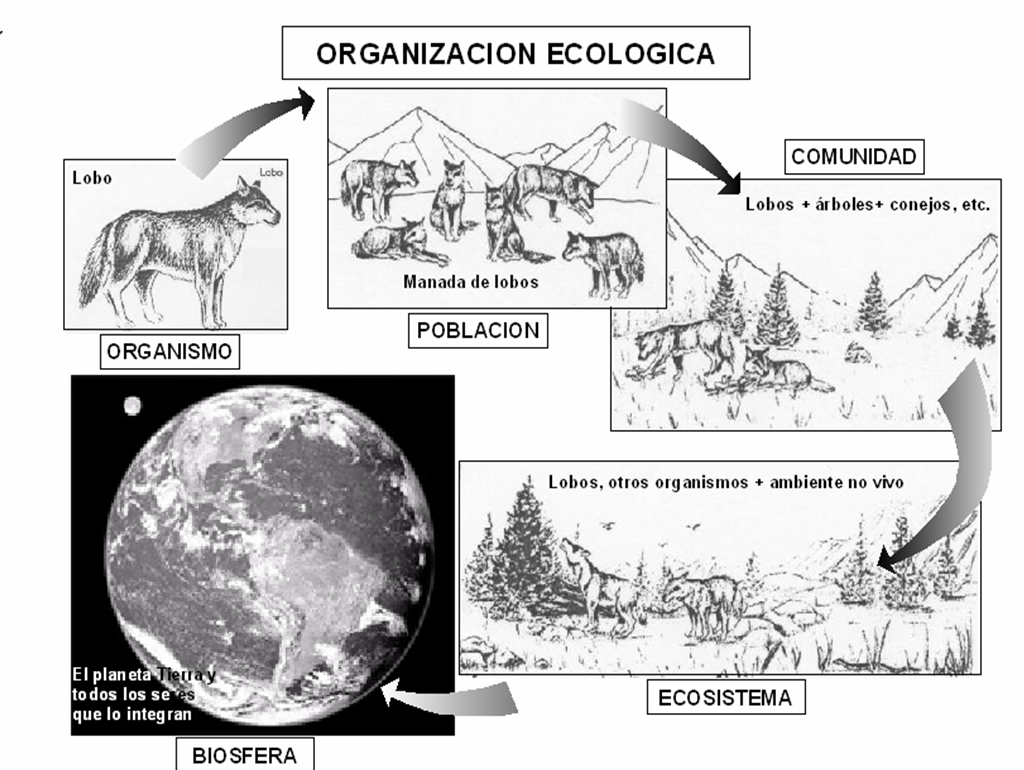 ORGANIZACION ECOLOGICA
Lobo
Lobo
ORGANISMO
Manada de lobos
POBLACION
COMUNIDAD
Lobos + árboles+ conejos, etc.
Lobos, otros organismos + ambiente no vivo
ECOSISTEMA
El planeta Tierra y
todos los seres
que lo integran
BIOSFERA